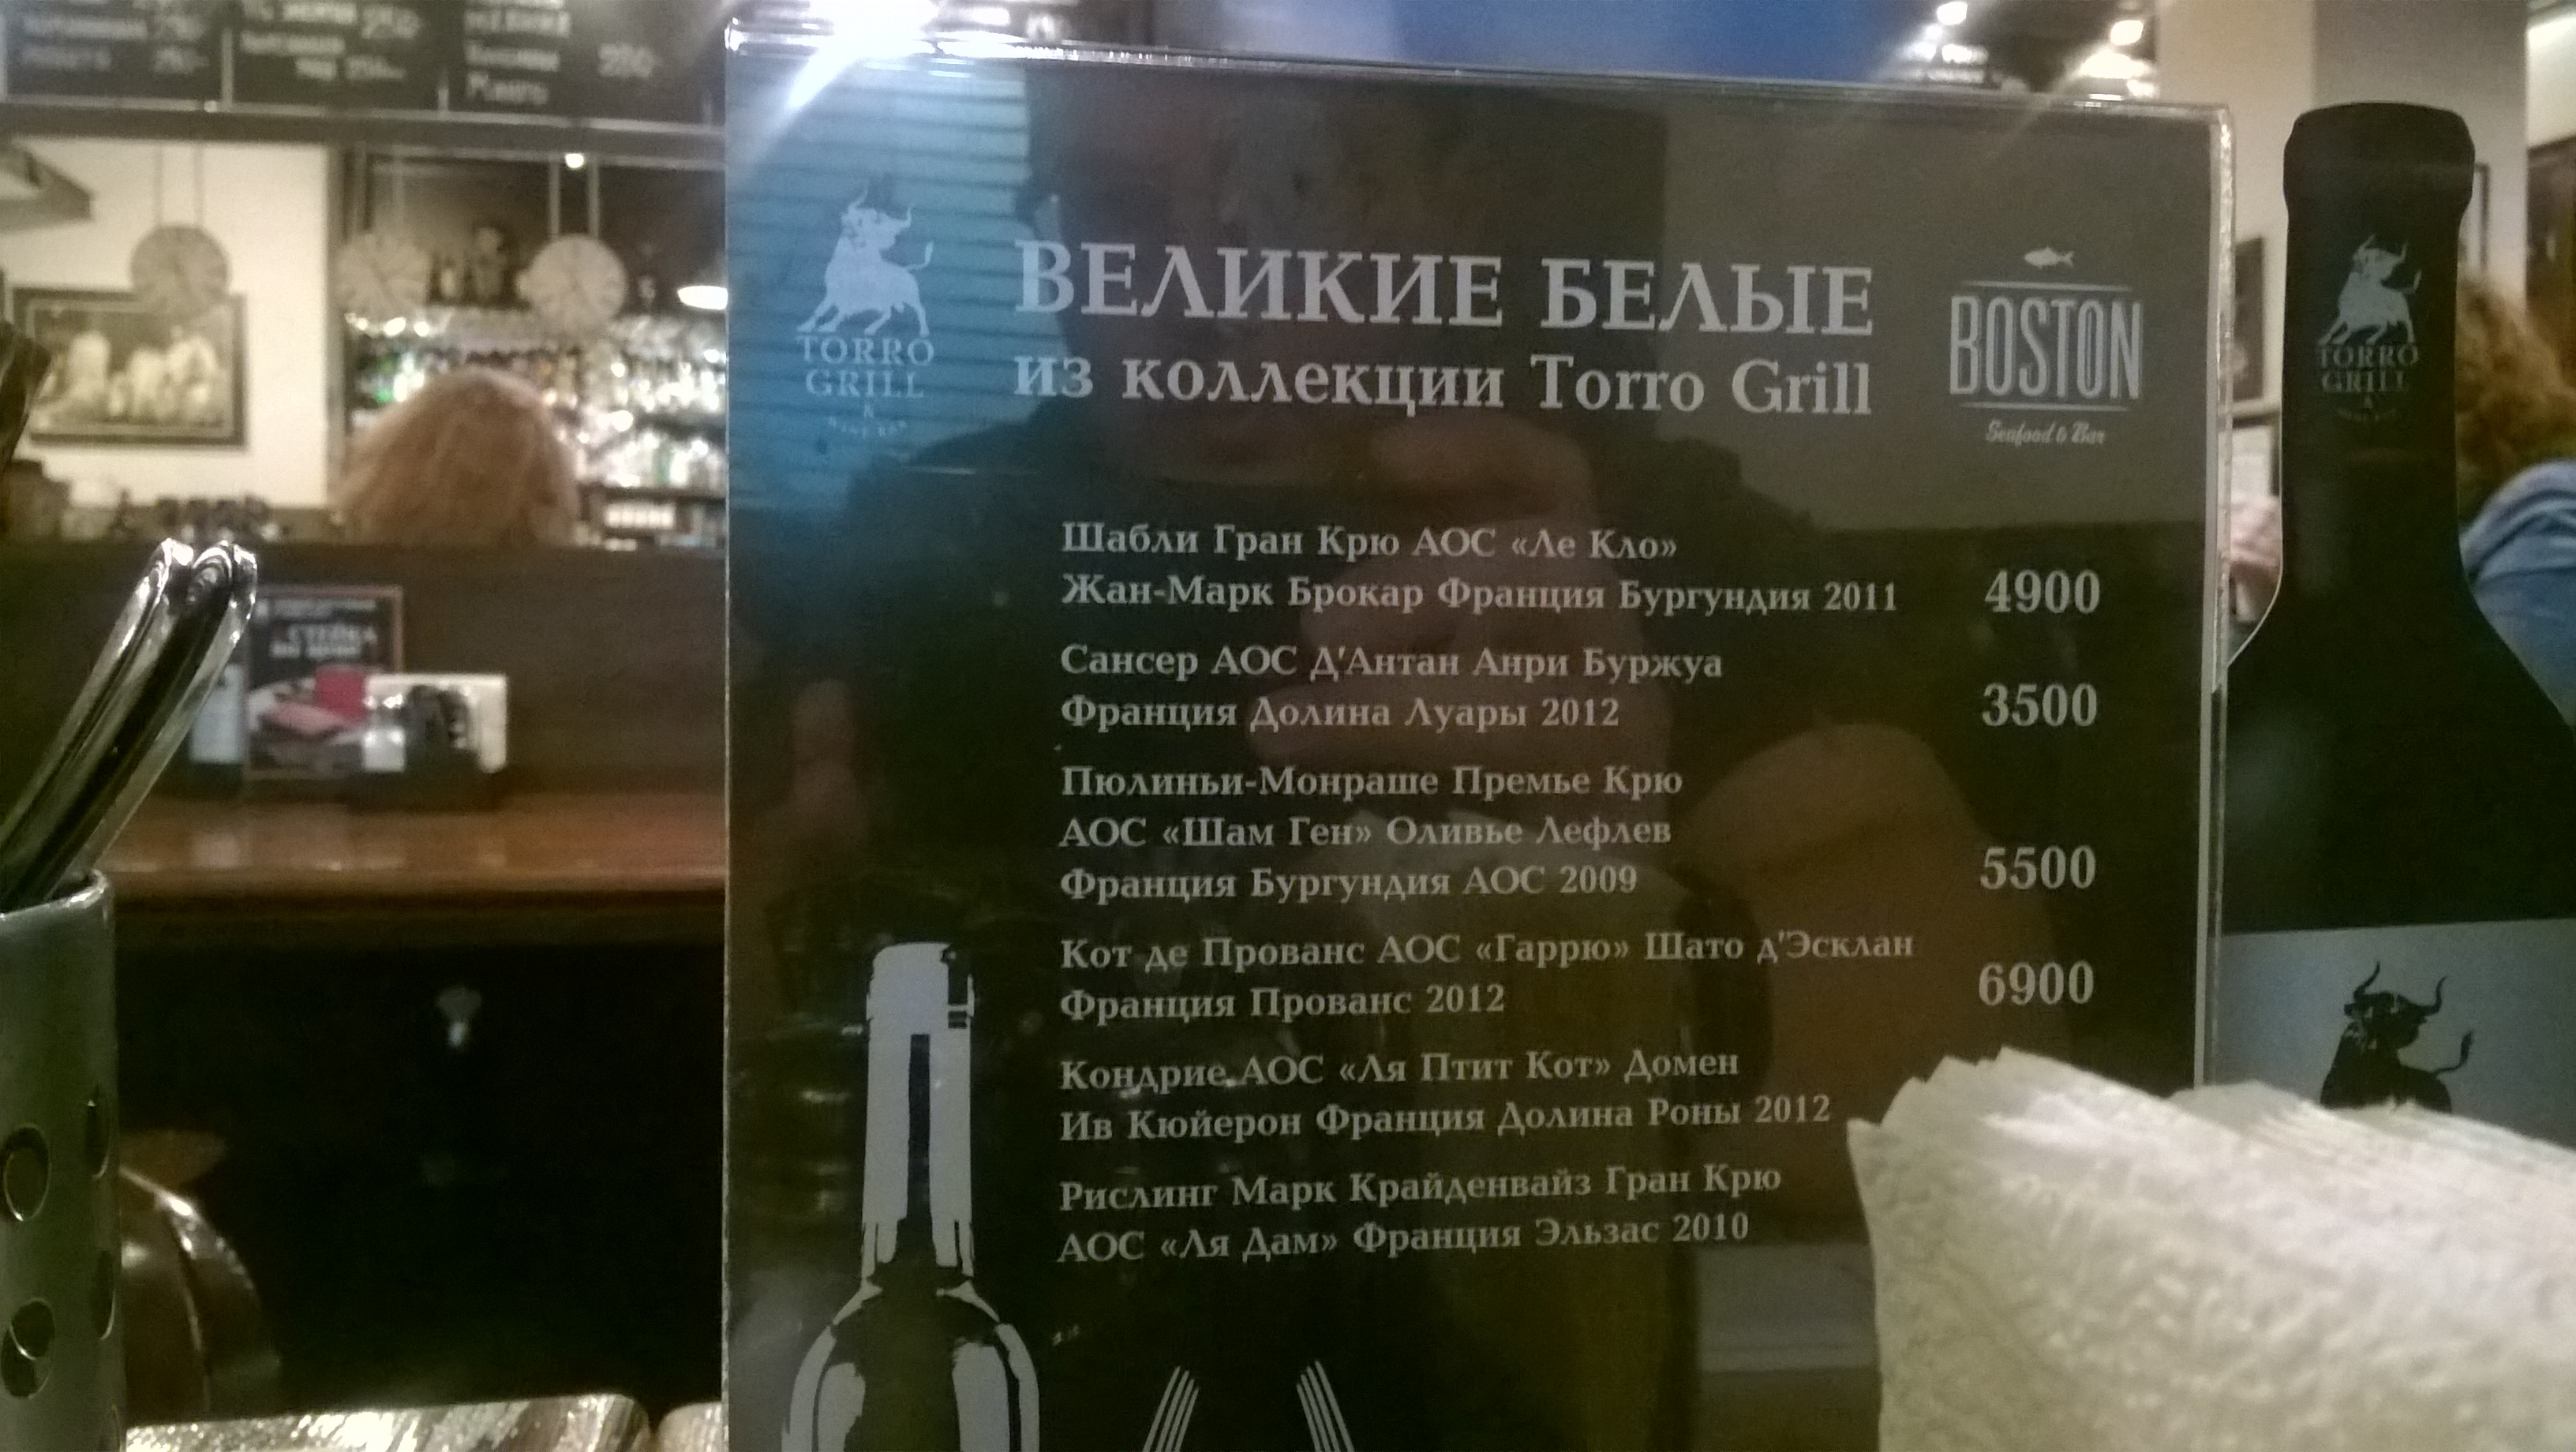 TORRO
GRILL
&
WINE BAR
ВЕЛИКИЕ БЕЛЫЕ
из коллекции Torro Grill
BOSTON
Seafood & Bar
Шабли Гран Крю АОС «Ле Кло»
Жан-Марк Брокар Франция Бургундия 2011 4900
Сансер АОС Д'Антан Анри Буржуа
Франция Долина Луары 2012 3500
Пюлиньи-Монраше Премье Крю
АОС «Шам Ген» Оливье Лефлев
Франция Бургундия АОС 2009 5500
Кот де Прованс АОС «Гаррю» Шато д'Эсклан
Франция Прованс 2012 6900
Кондрие АОС «Ля Птит Кот» Домен
Ив Кюйерон Франция Долина Роны 2012
Рислинг Марк Крайденвайз Гран Крю
АОС «Ля Дам» Франция Эльзас 2010
TORRO
GRILL
&
СТЕЙКА